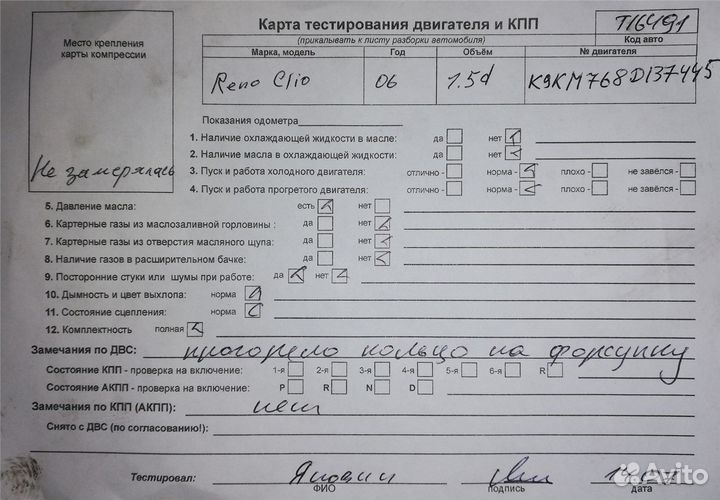 Место крепления
карты компрессии
Не замерялась
Карта тестирования двигателя и КПП
(прикалывать к листу разборки автомобиля)
T16491
Код авто
Марка, модель Год Объём № двигателя
Reno Clio 06 1.5d K9KM768D137445
Показания одометра
1. Наличие охлаждающей жидкости в масле: да нет
2. Наличие масла в охлаждающей жидкости: да нет
3. Пуск и работа холодного двигателя: отлично - норма - плохо - не завёлся -
4. Пуск и работа прогретого двигателя: отлично - норма - плохо - не завёлся -
5. Давление масла: есть нет
6. Картерные газы из маслозаливной горловины : да нет
7. Картерные газы из отверстия масляного щупа: да нет
8. Наличие газов в расширительном бачке: да нет
9. Посторонние стуки или шумы при работе: да нет
10. Дымность и цвет выхлопа: норма
11. Состояние сцепления: норма
12. Комплектность полная
Замечания по ДВС: прогорело кольцо на форсунку
Состояние КПП - проверка на включение: 1-я 2-я 3-я 4-я 5-я 6-я R
Состояние АКПП - проверка на включение: P R N D
Замечания по КПП (АКПП): нет
Снято с ДВС (по согласованию!):
Тестировал:
ФИО подпись дата
Avito